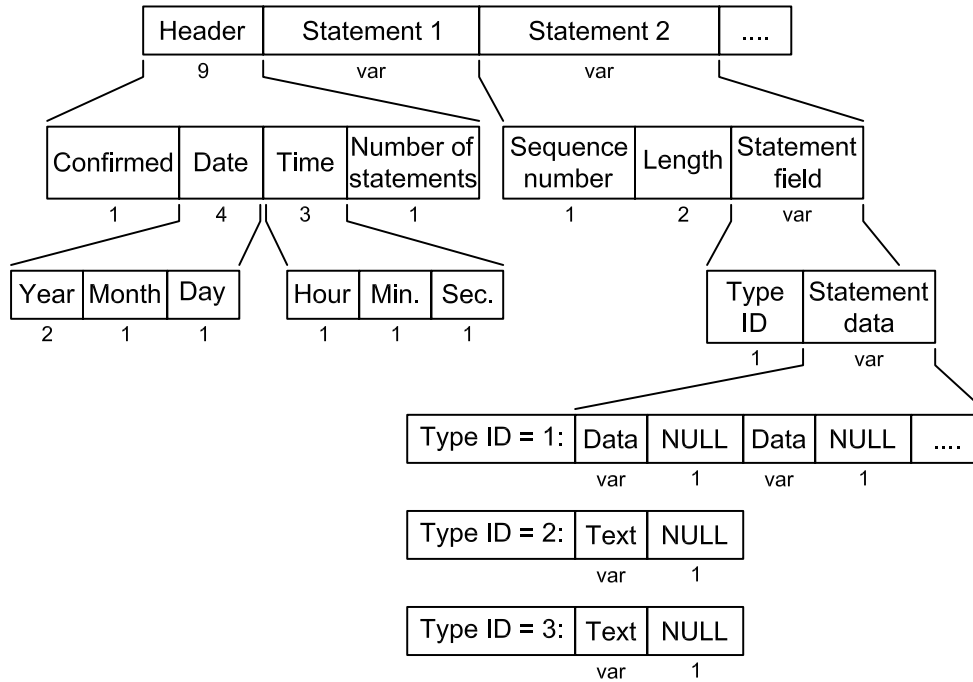 Header Statement 1 Statement 2 ....
9 var var
Confirmed Date Time Number of statements
1 4 3 1
Sequence number Length Statement field
1 2 var
Year Month Day
2 1 1
Hour Min. Sec.
1 1 1
Type ID Statement data
1 var
Type ID = 1: Data NULL Data NULL ....
var 1 var 1
Type ID = 2: Text NULL
var 1
Type ID = 3: Text NULL
var 1